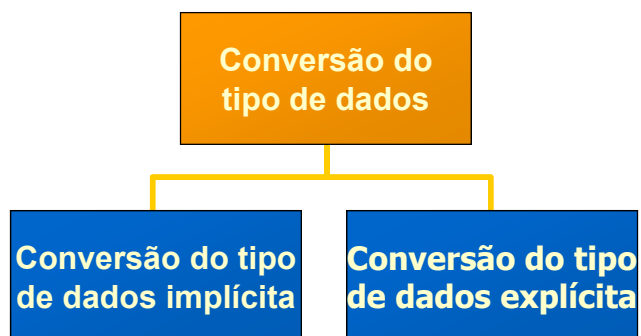 Conversão do
tipo de dados
Conversão do tipo
de dados implícita
Conversão do tipo
de dados explícita